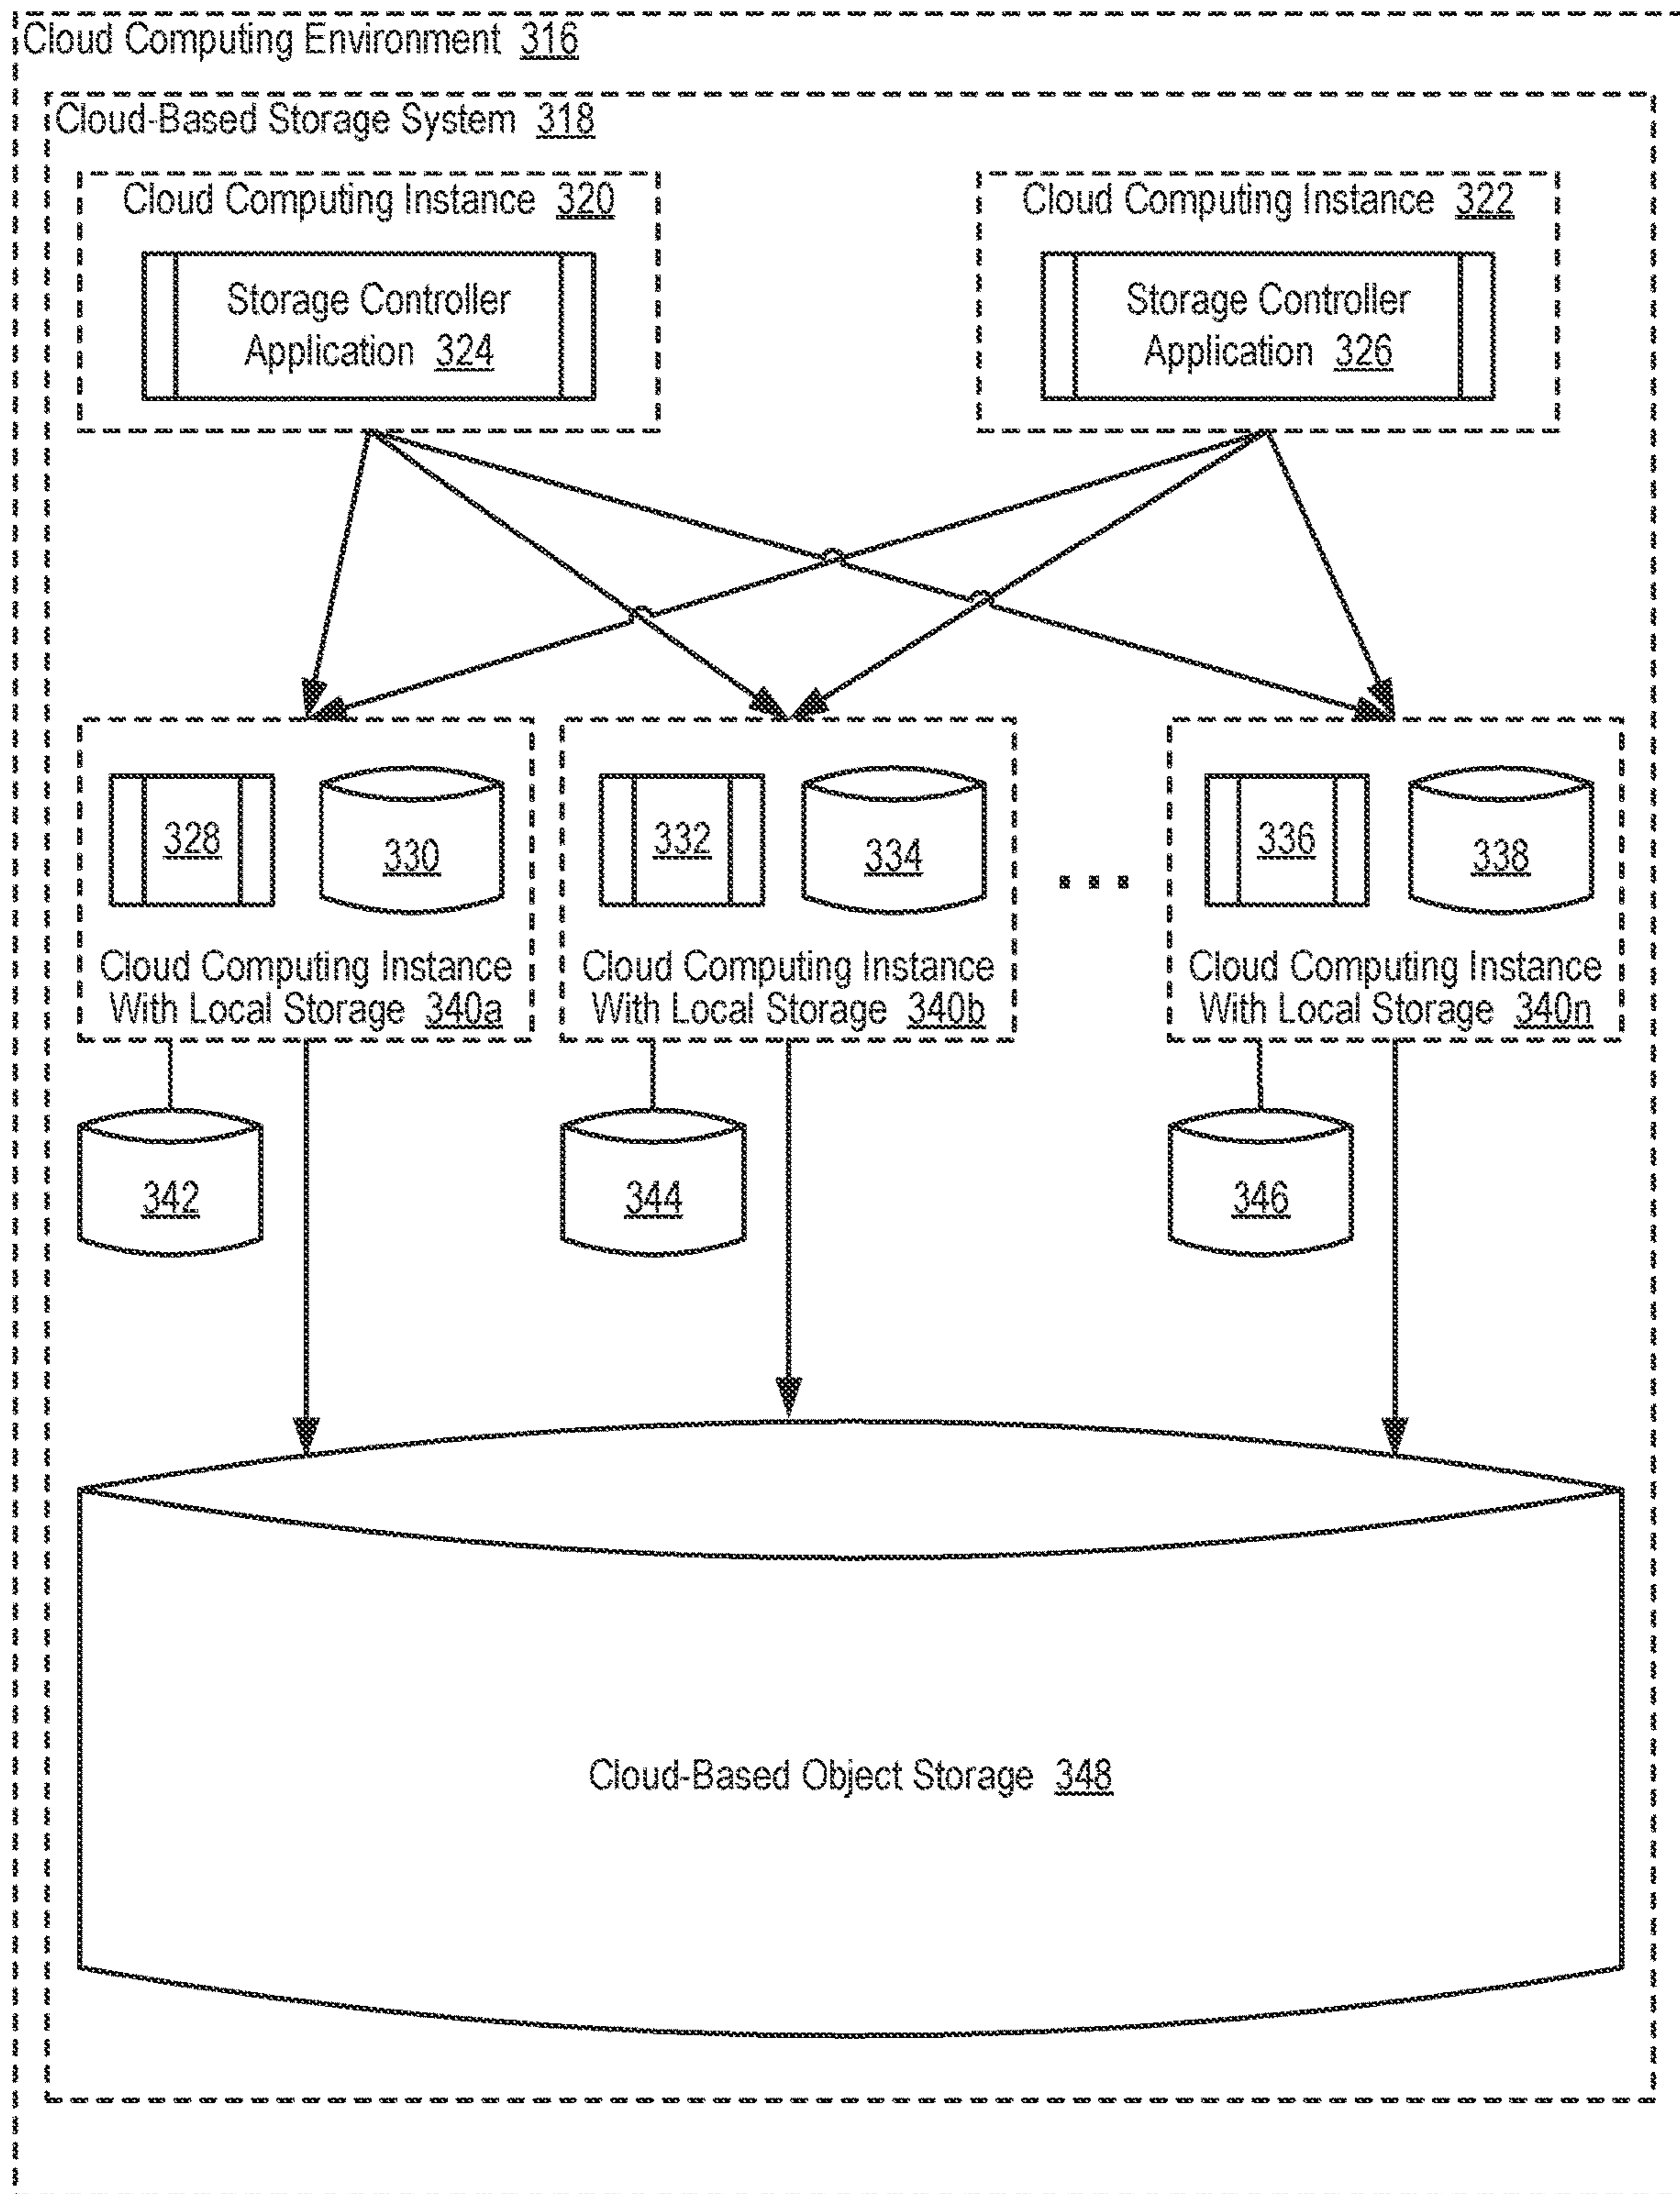 Cloud Computing Environment 316
Cloud-Based Storage System 318
Cloud Computing Instance 320
Storage Controller
Application 324
Cloud Computing Instance 322
Storage Controller
Application 326
328
330
Cloud Computing Instance
With Local Storage 340a
332
334
Cloud Computing Instance
With Local Storage 340b
...
336
338
Cloud Computing Instance
With Local Storage 340n
342
344
346
Cloud-Based Object Storage 348